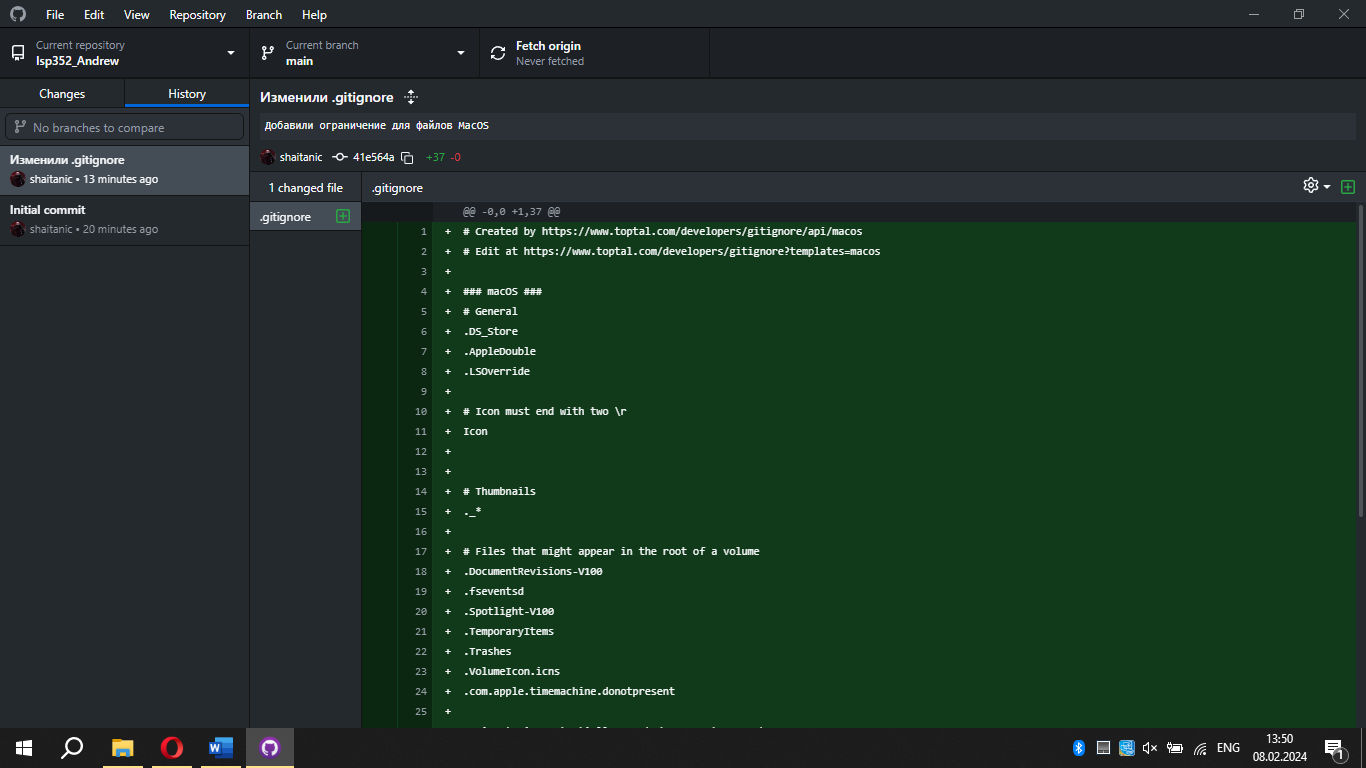 File Edit View Repository Branch Help
Current repository
lsp352_Andrew
Current branch
main
Fetch origin
Never fetched
Changes
History
No branches to compare
Изменили .gitignore
shaitanic • 13 minutes ago
Initial commit
shaitanic • 20 minutes ago
Изменили .gitignore
Добавили ограничение для файлов MacOS
shaitanic 41e564a +37 -0
1 changed file
.gitignore
.gitignore
@@ -0,0 +1,37 @@
1 + # Created by https://www.toptal.com/developers/gitignore/api/macos
2 + # Edit at https://www.toptal.com/developers/gitignore?templates=macos
3 +
4 + ### macOS ###
5 + # General
6 + .DS_Store
7 + .AppleDouble
8 + .LSOverride
9 +
10 + # Icon must end with two \r
11 + Icon
12 +
13 +
14 + # Thumbnails
15 + ._*
16 +
17 + # Files that might appear in the root of a volume
18 + .DocumentRevisions-V100
19 + .fseventsd
20 + .Spotlight-V100
21 + .TemporaryItems
22 + .Trashes
23 + .VolumeIcon.icns
24 + .com.apple.timemachine.donotpresent
25 +
ENG
13:50
08.02.2024
1